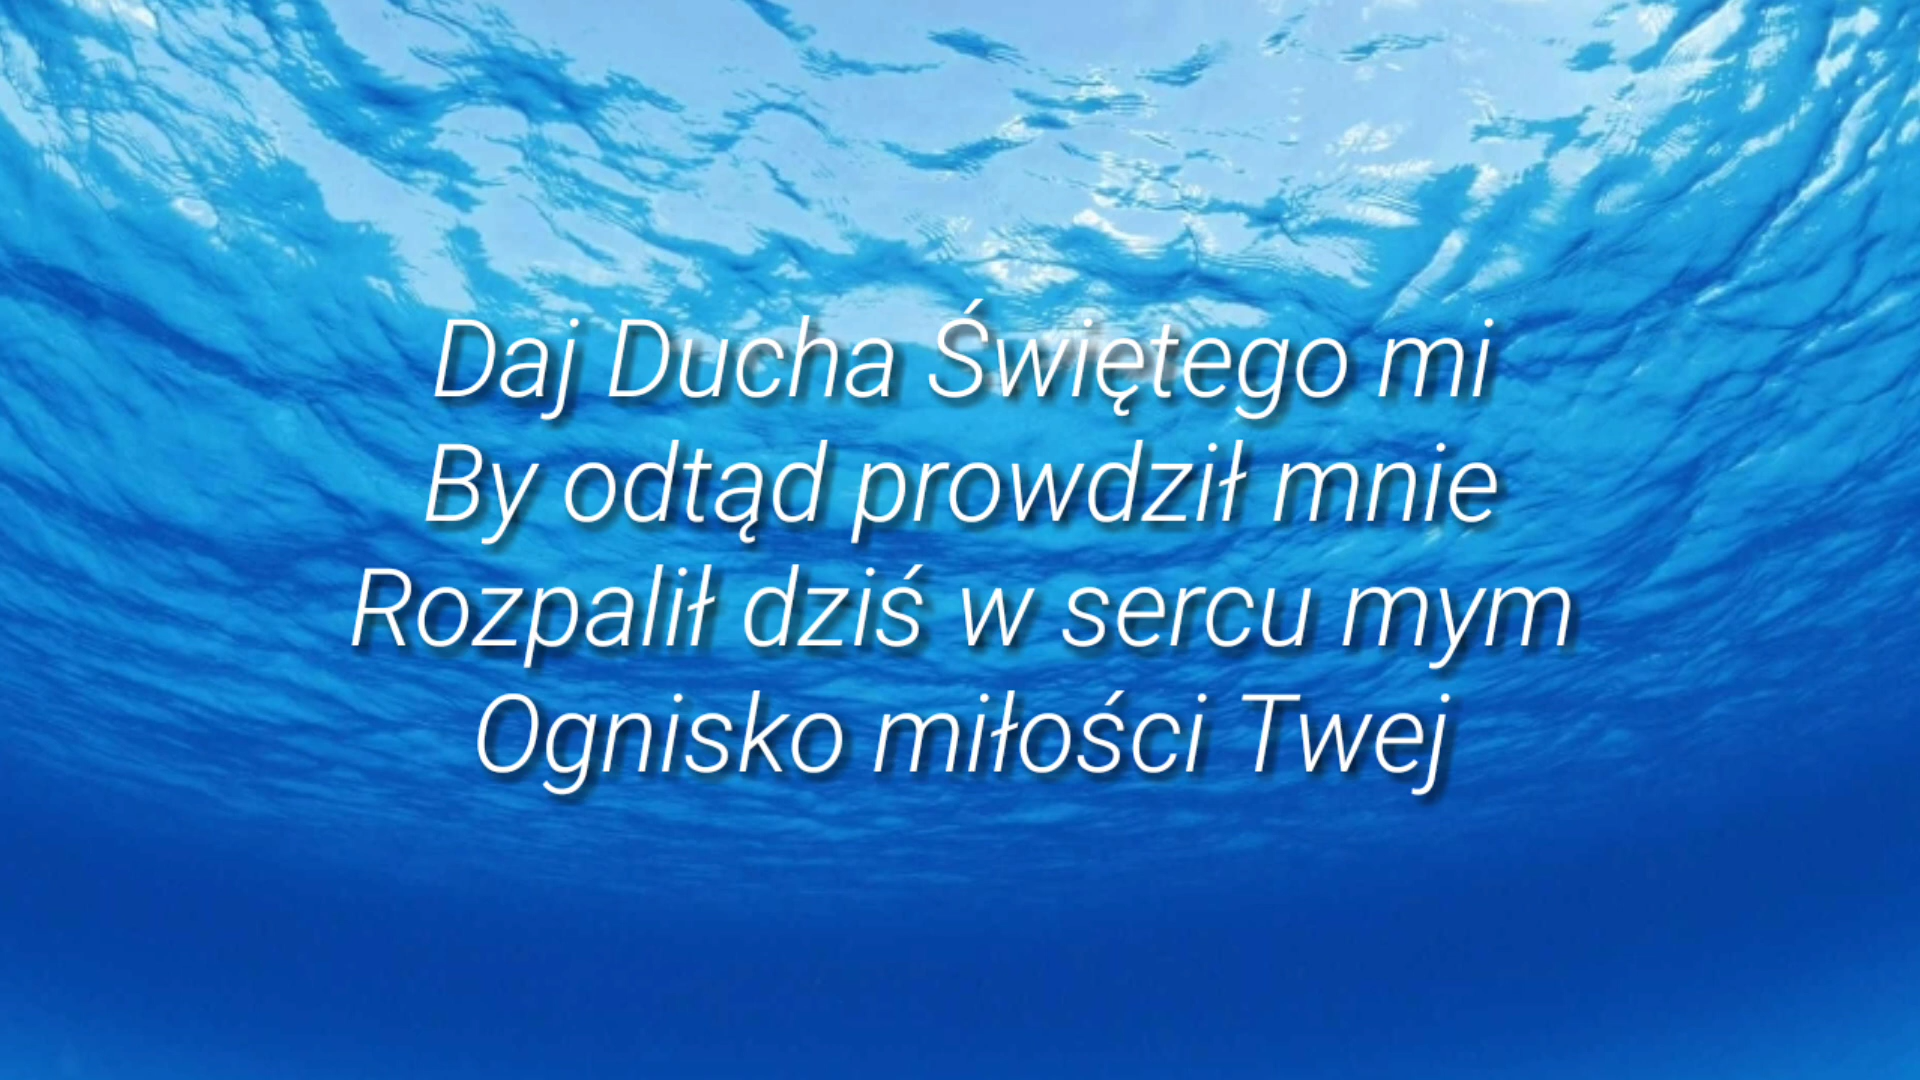 Daj Ducha Świętego mi
By odtąd prowdził mnie
Rozpalił dziś w sercu mym
Ognisko miłości Twej